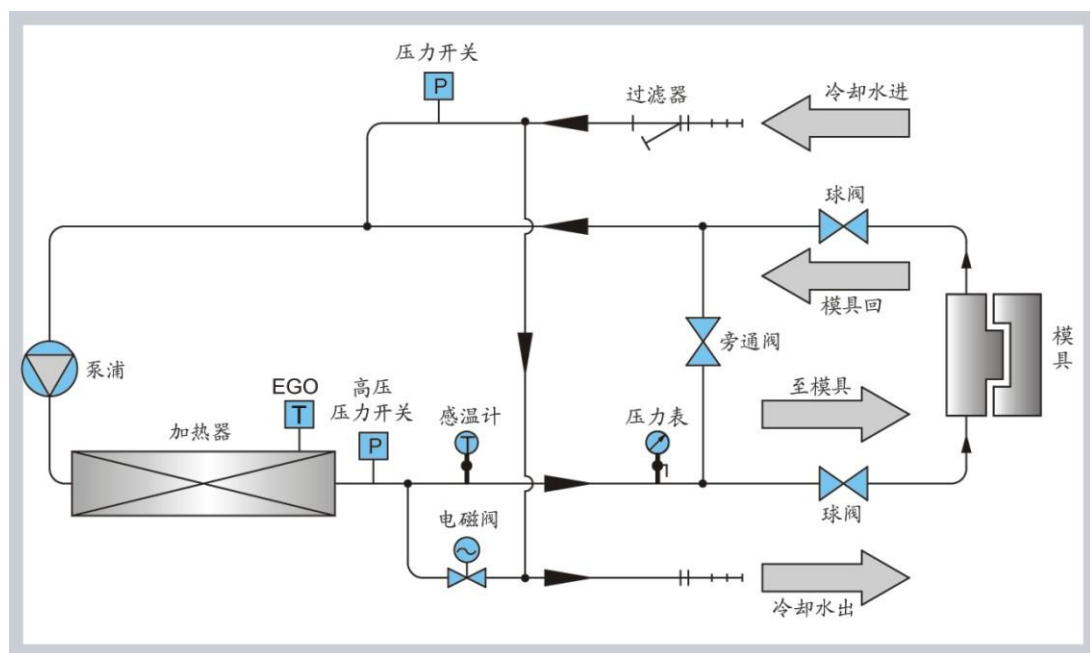 压力开关
P
过滤器
冷却水进
球阀
模具回
泵浦
旁通阀
模具
EGO
T
高压
压力开关
P
加热器
感温计
T
压力表
至模具
球阀
电磁阀
冷却水出